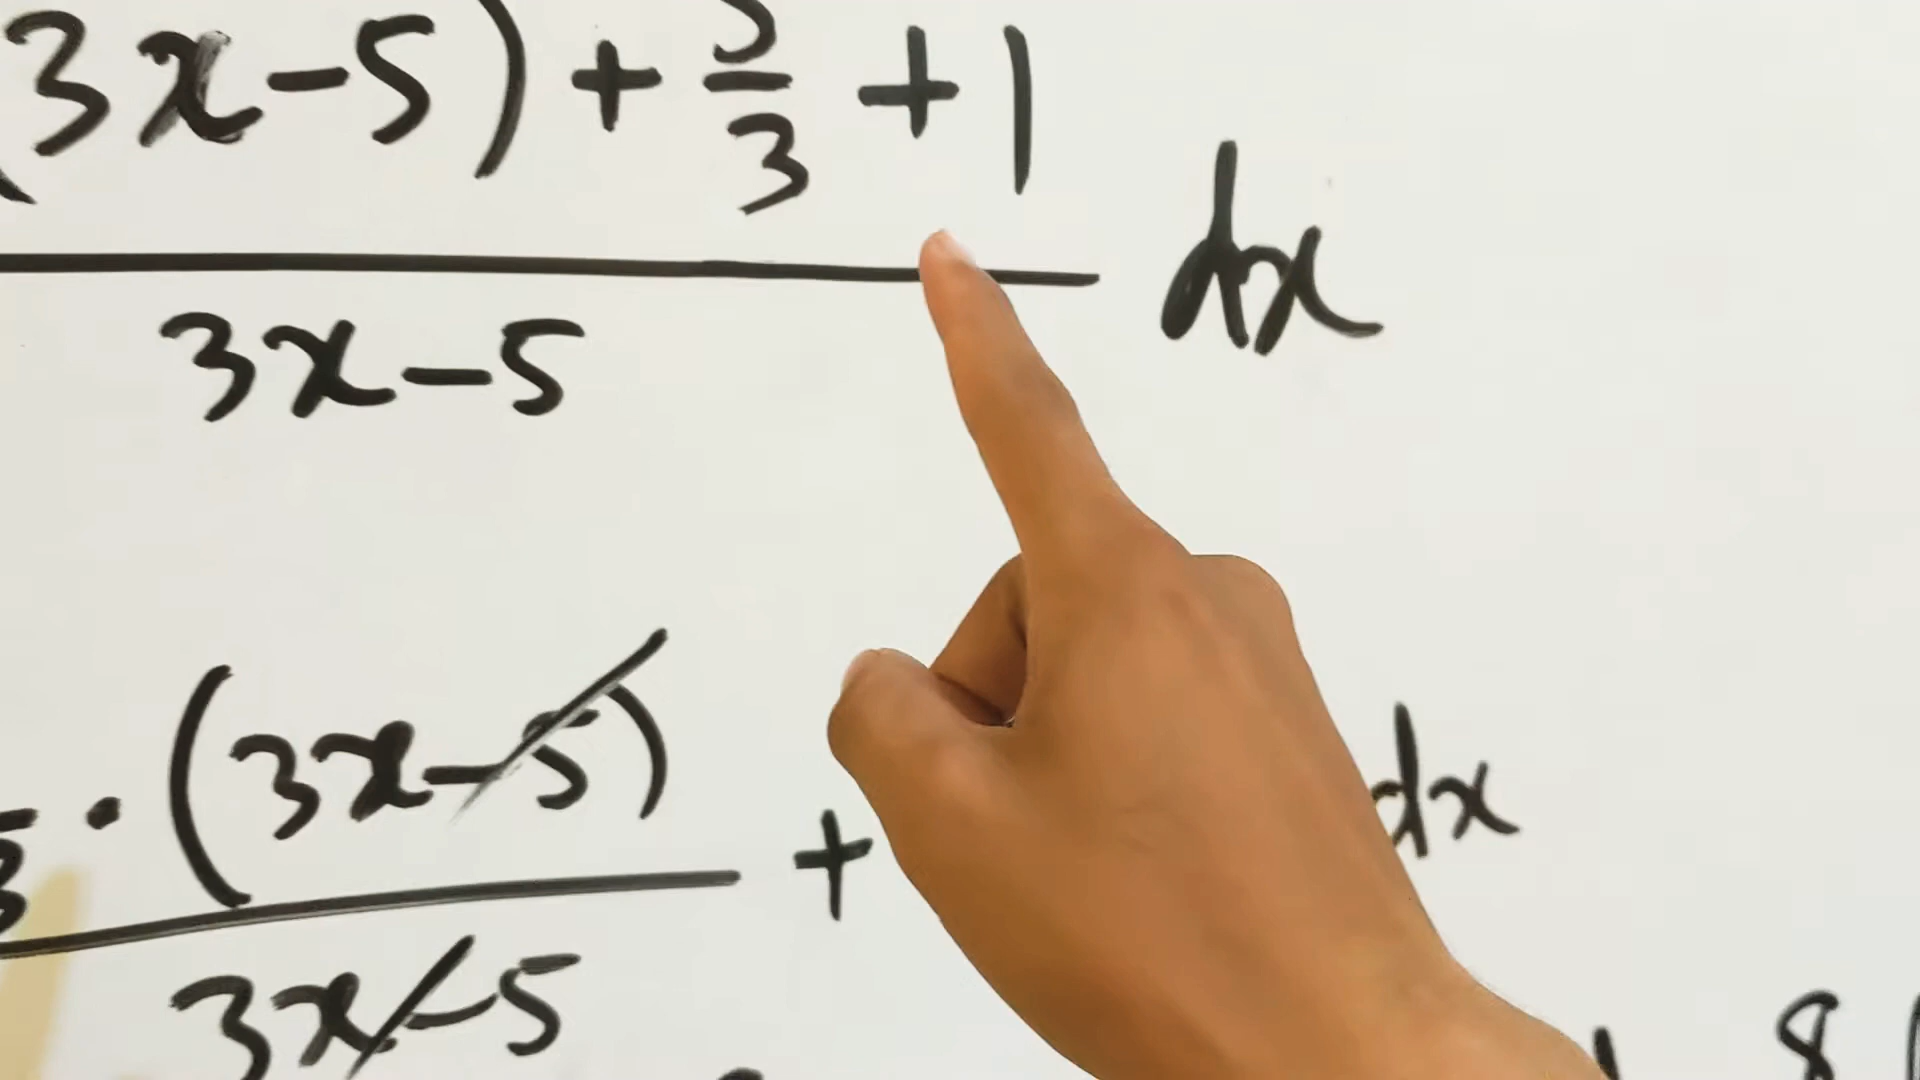 (3x-5) + 5/3 + 1
dx
3x-5
· (3x-5) + dx
3x-5
8